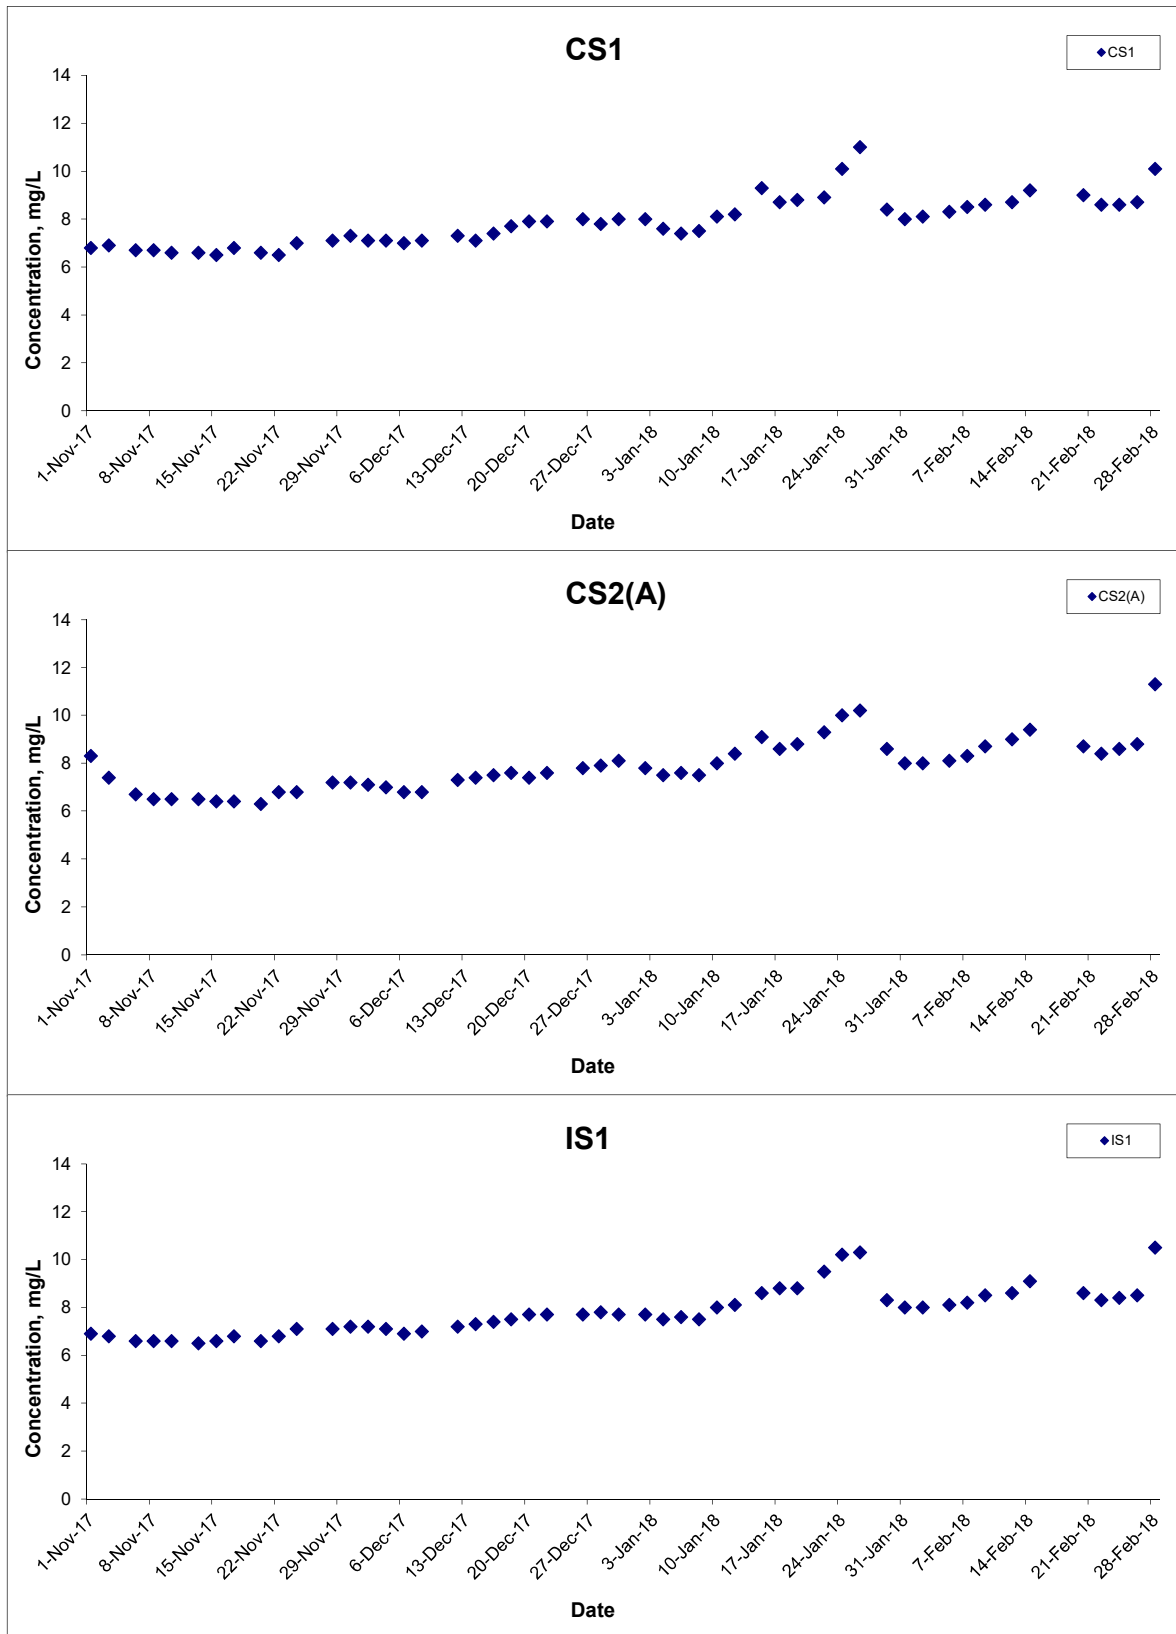 CS1
CS1
Concentration, mg/L
14
12
10
8
6
4
2
0
1-Nov-17
8-Nov-17
15-Nov-17
22-Nov-17
29-Nov-17
6-Dec-17
13-Dec-17
20-Dec-17
27-Dec-17
3-Jan-18
10-Jan-18
17-Jan-18
24-Jan-18
31-Jan-18
7-Feb-18
14-Feb-18
21-Feb-18
28-Feb-18
Date
CS2(A)
CS2(A)
Concentration, mg/L
14
12
10
8
6
4
2
0
1-Nov-17
8-Nov-17
15-Nov-17
22-Nov-17
29-Nov-17
6-Dec-17
13-Dec-17
20-Dec-17
27-Dec-17
3-Jan-18
10-Jan-18
17-Jan-18
24-Jan-18
31-Jan-18
7-Feb-18
14-Feb-18
21-Feb-18
28-Feb-18
Date
IS1
IS1
Concentration, mg/L
14
12
10
8
6
4
2
0
1-Nov-17
8-Nov-17
15-Nov-17
22-Nov-17
29-Nov-17
6-Dec-17
13-Dec-17
20-Dec-17
27-Dec-17
3-Jan-18
10-Jan-18
17-Jan-18
24-Jan-18
31-Jan-18
7-Feb-18
14-Feb-18
21-Feb-18
28-Feb-18
Date